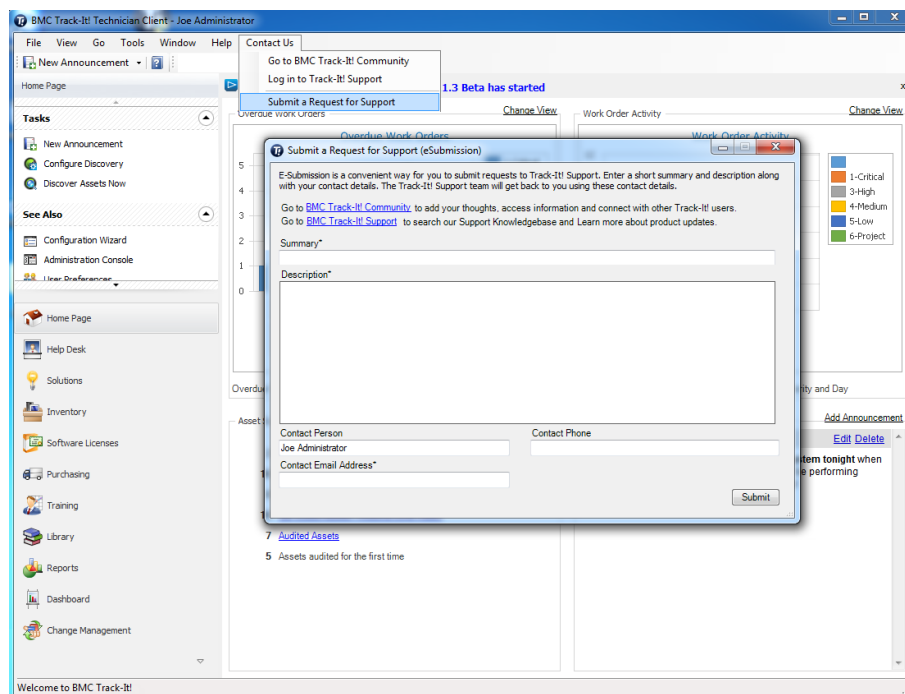 BMC Track-It! Technician Client - Joe Administrator
File View Go Tools Window Help Contact Us
New Announcement
Go to BMC Track-It! Community
Log in to Track-It! Support
Submit a Request for Support
Home Page
1.3 Beta has started
x
Tasks
New Announcement
Configure Discovery
Discover Assets Now
See Also
Configuration Wizard
Administration Console
User Preferences
Home Page
Help Desk
Solutions
Inventory
Software Licenses
Purchasing
Training
Library
Reports
Dashboard
Change Management
Overdue Work Orders
Change View
Overdue Work Orders
5
4
3
2
1
0
Work Order Activity
Change View
Work Order Activity
1-Critical
3-High
4-Medium
5-Low
6-Project
Submit a Request for Support (eSubmission)
E-Submission is a convenient way for you to submit requests to Track-It! Support. Enter a short summary and description along
with your contact details. The Track-It! Support team will get back to you using these contact details.
Go to BMC Track-It! Community to add your thoughts, access information and connect with other Track-It! users.
Go to BMC Track-It! Support to search our Support Knowledgebase and Learn more about product updates.
Summary*
Description*
Contact Person
Contact Phone
Joe Administrator
Contact Email Address*
Submit
and Day
Asset
Add Announcement
Edit Delete
tonight when
performing
7 Audited Assets
5 Assets audited for the first time
Welcome to BMC Track-It!